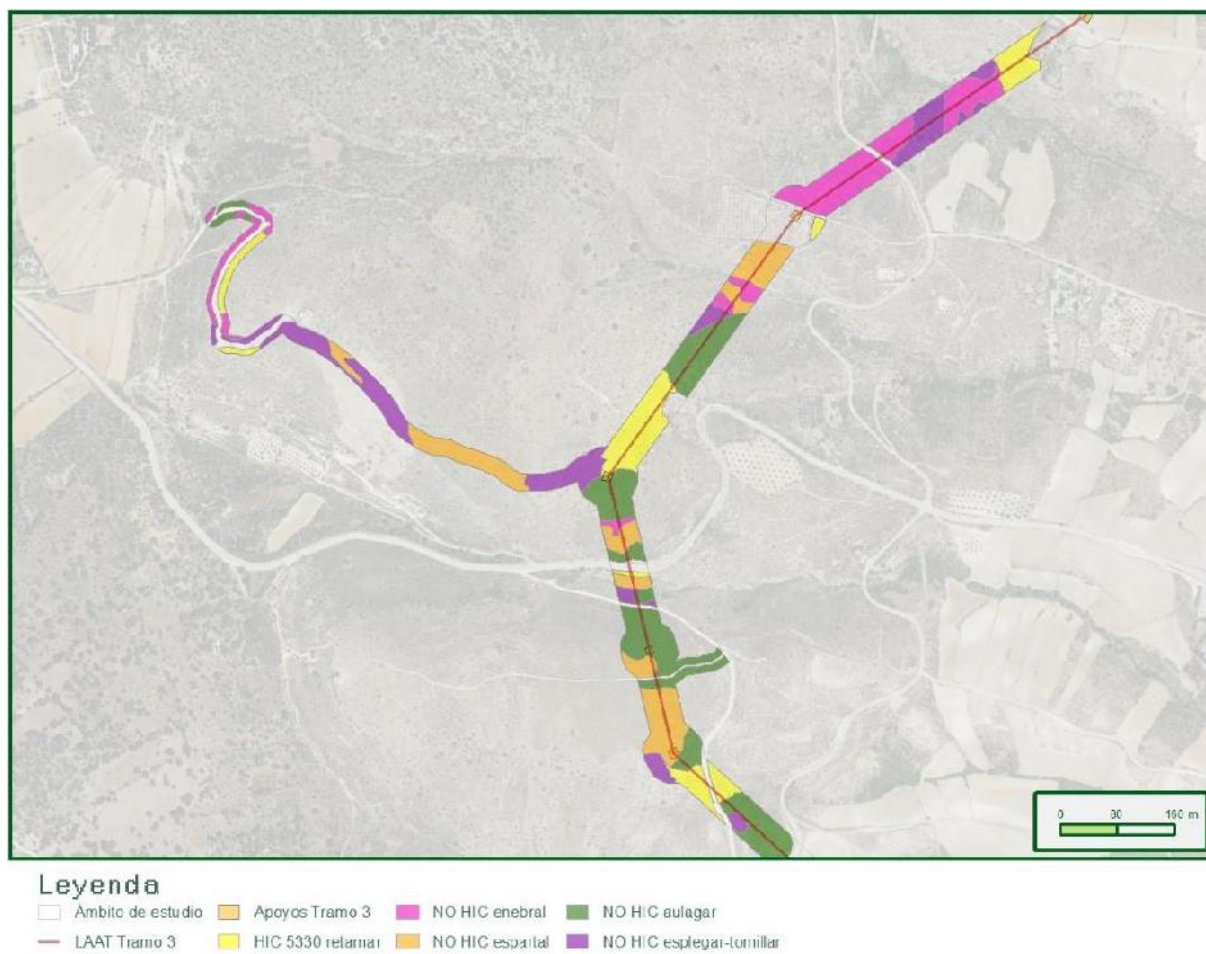 0 80 160 m
Leyenda
Ámbito de estudio Apoyos Tramo 3 NO HIC enebral NO HIC aulagar
LAAT Tramo 3 HIC 5330 retamar NO HIC espartal NO HIC esplegar-tomillar